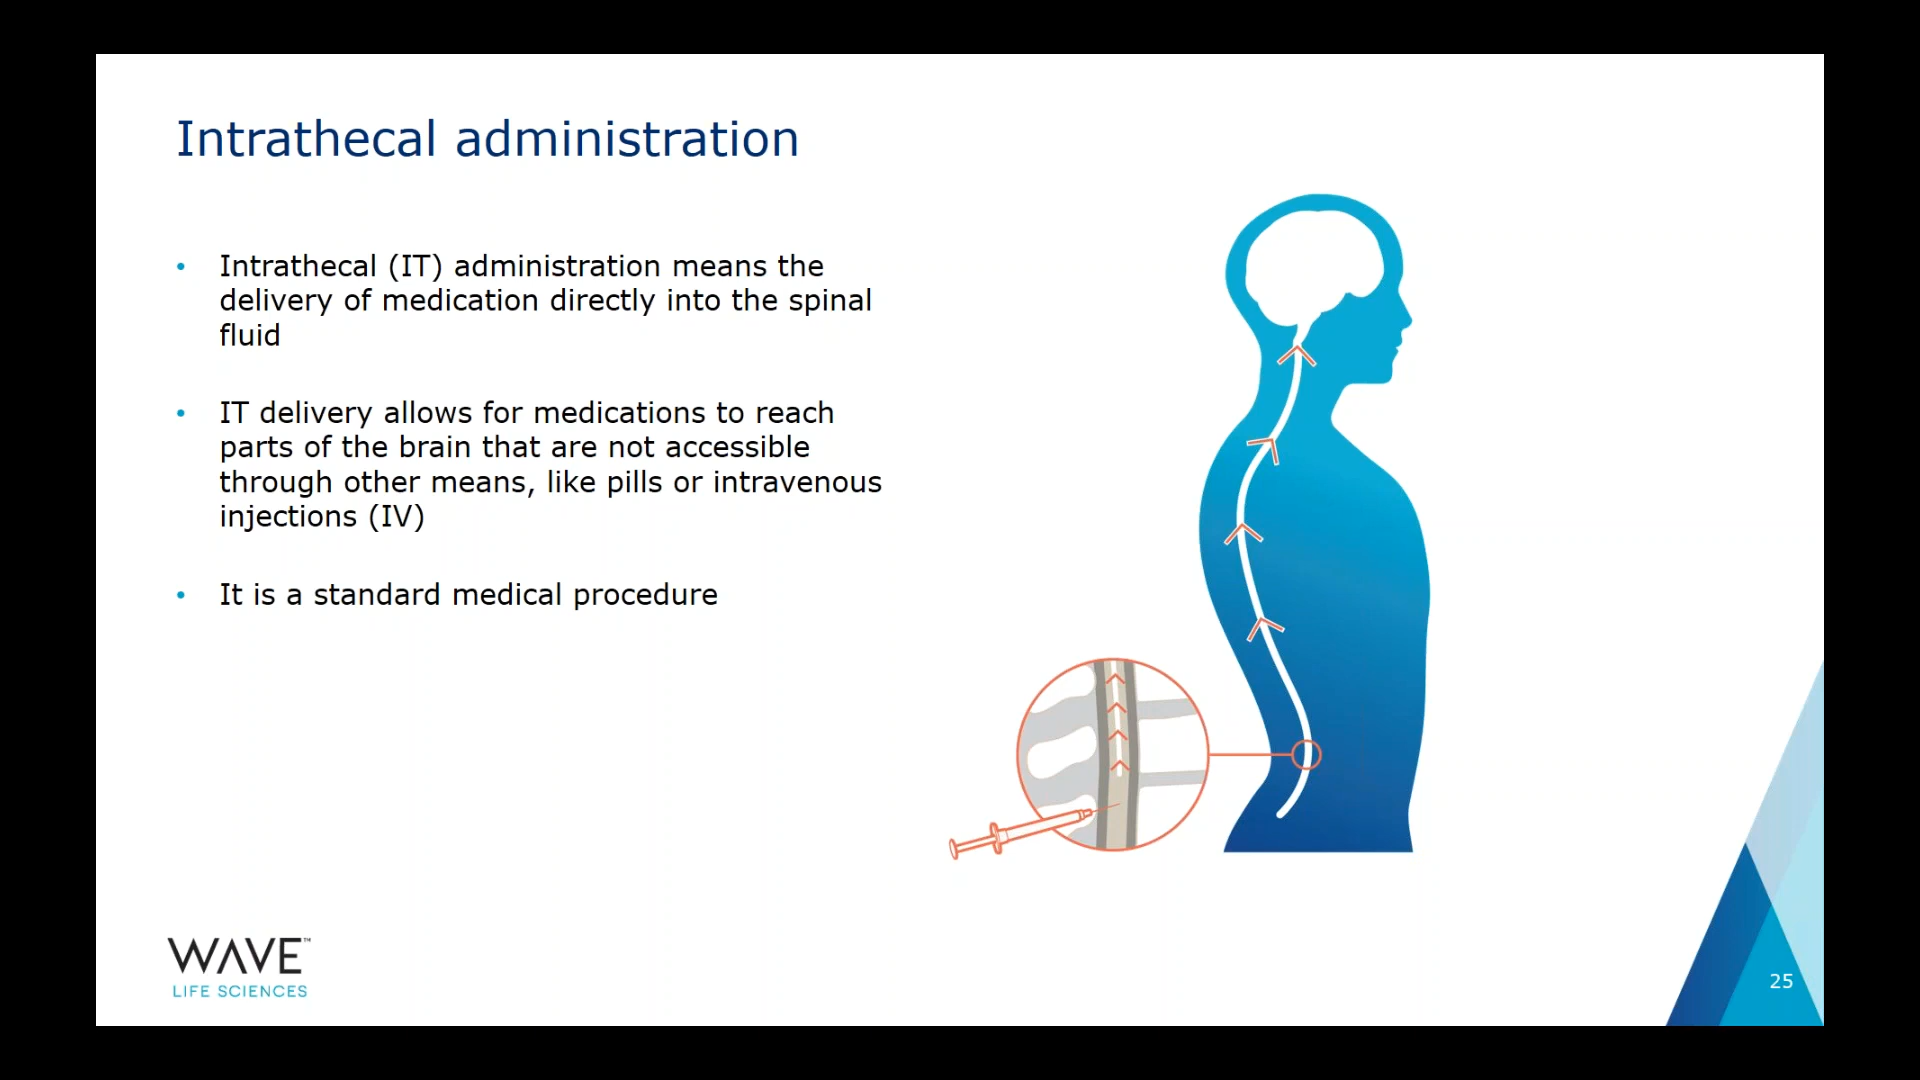 Intrathecal administration
• Intrathecal (IT) administration means the
delivery of medication directly into the spinal
fluid
• IT delivery allows for medications to reach
parts of the brain that are not accessible
through other means, like pills or intravenous
injections (IV)
• It is a standard medical procedure
WAVE™
LIFE SCIENCES
25